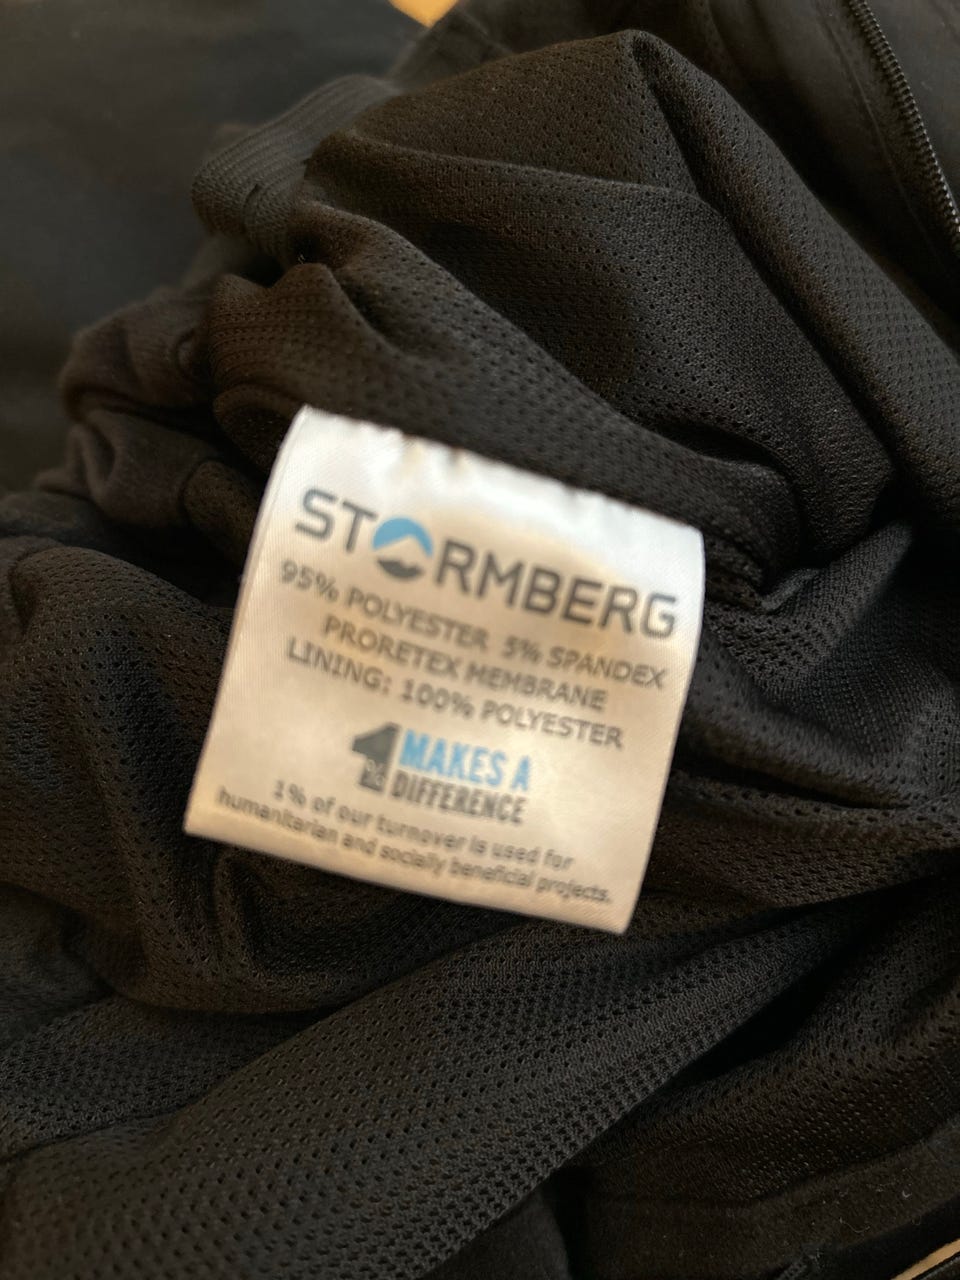 STORMBERG
95% POLYESTER 5% SPANDEX
PRORETEX MEMBRANE
LINING: 100% POLYESTER
1% MAKES A
DIFFERENCE
1% of our turnover is used for
humanitarian and socially beneficial projects.